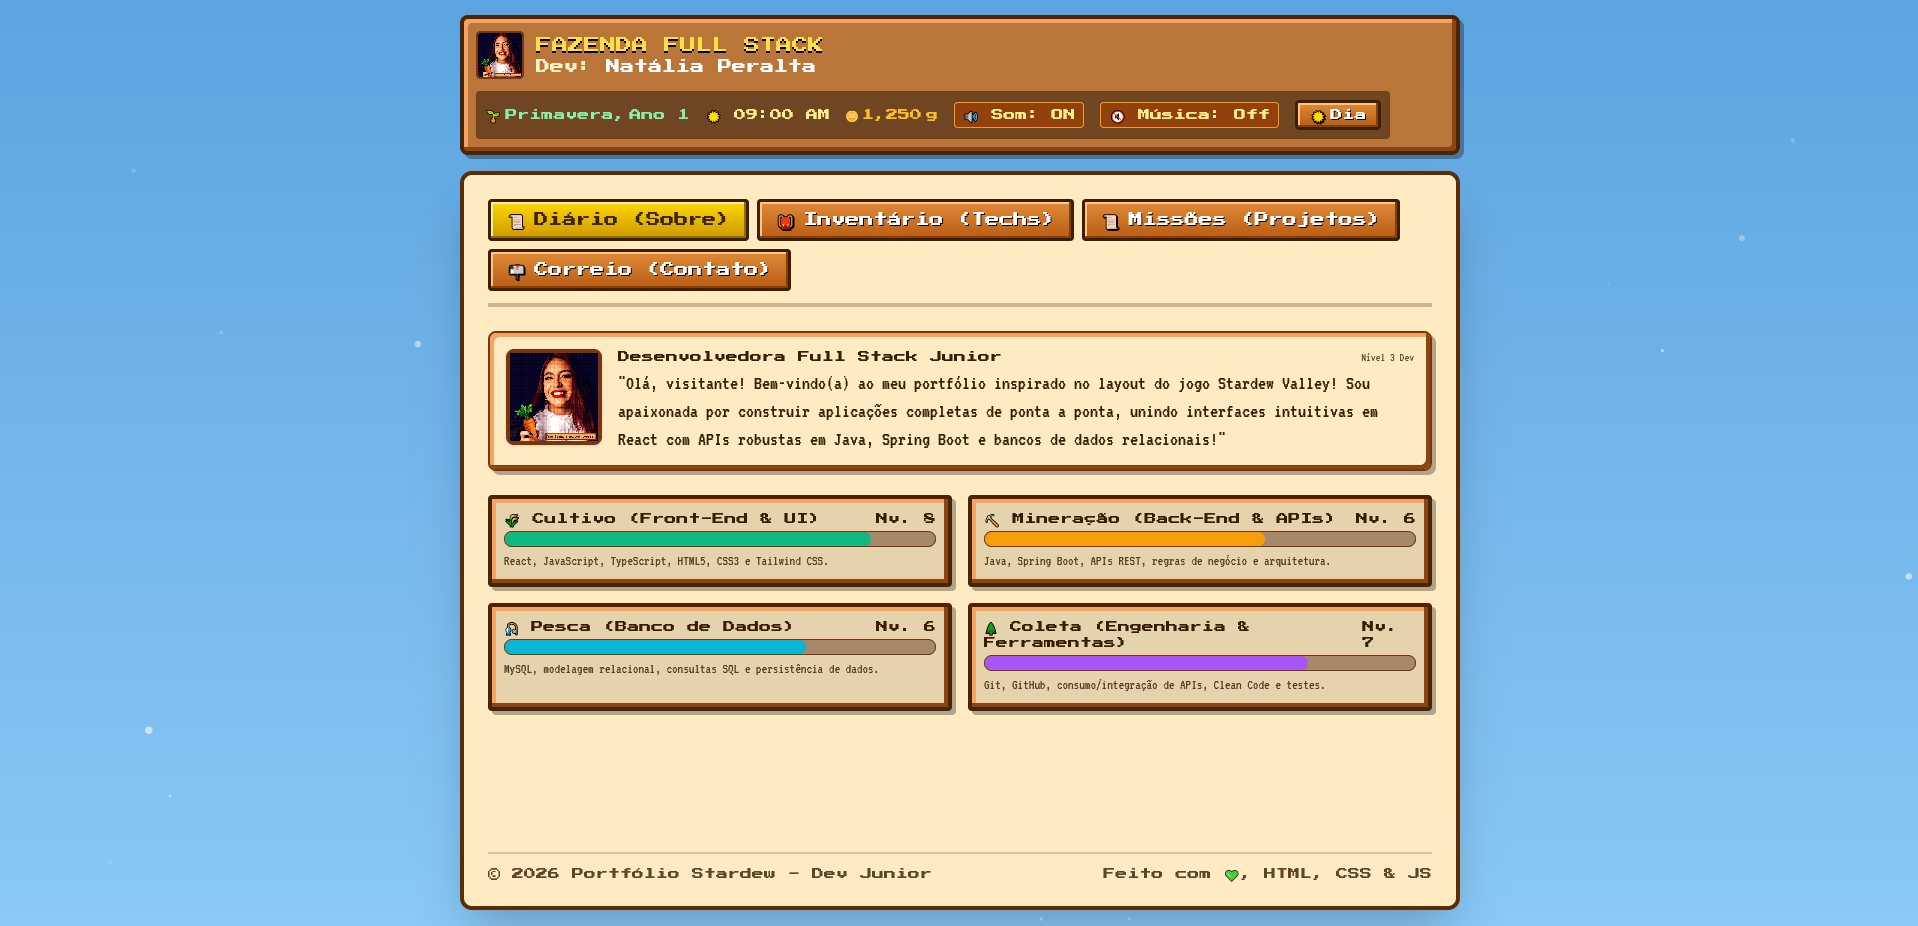 FAZENDA FULL STACK
Dev: Natália Peralta
Primavera, Ano 1 09:00 AM 1,250 g Som: ON Música: Off Dia
Diário (Sobre) Inventário (Techs) Missões (Projetos)
Correio (Contato)
Desenvolvedora Full Stack Junior Nível 3 Dev
"Olá, visitante! Bem-vindo(a) ao meu portfólio inspirado no layout do jogo Stardew Valley! Sou
apaixonada por construir aplicações completas de ponta a ponta, unindo interfaces intuitivas em
React com APIs robustas em Java, Spring Boot e bancos de dados relacionais!"
Cultivo (Front-End & UI) Nv. 8
React, JavaScript, TypeScript, HTML5, CSS3 e Tailwind CSS.
Mineração (Back-End & APIs) Nv. 6
Java, Spring Boot, APIs REST, regras de negócio e arquitetura.
Pesca (Banco de Dados) Nv. 6
MySQL, modelagem relacional, consultas SQL e persistência de dados.
Coleta (Engenharia & Nv.
Ferramentas) 7
Git, GitHub, consumo/integração de APIs, Clean Code e testes.
© 2026 Portfólio Stardew - Dev Junior Feito com 💚, HTML, CSS & JS